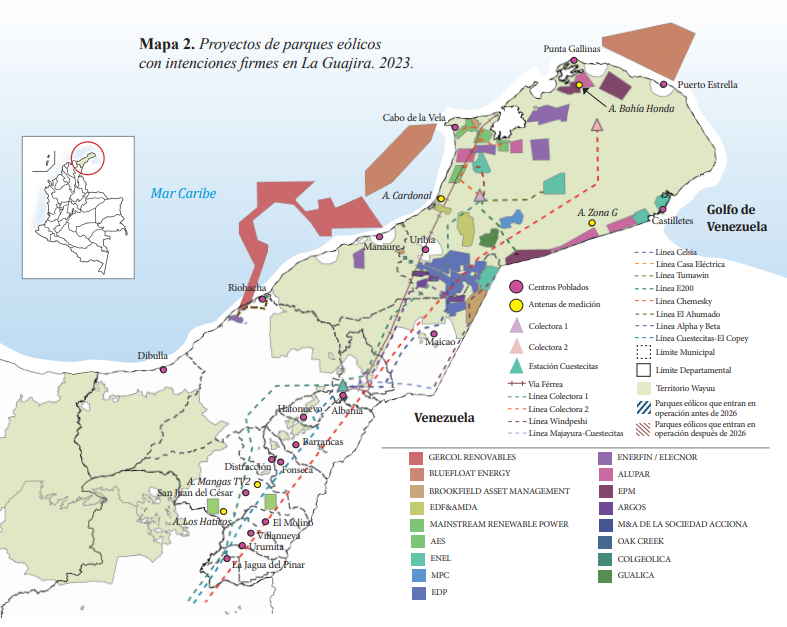 Mapa 2. Proyectos de parques eólicos
con intenciones firmes en La Guajira. 2023.
Punta Gallinas
Puerto Estrella
A. Bahía Honda
Cabo de la Vela
Mar Caribe
A. Cardonal
A. Zona G
Castilletes
Golfo de
Venezuela
Manaure
Uribia
Riohacha
Maicao
Dibulla
Albania
Hatonuevo
Barrancas
Distracción
Fonseca
A. Mangas TV2
San Juan del César
A. Los Haticos
El Molino
Villanueva
Urumita
La Jagua del Pinar
Venezuela
Centros Poblados
Antenas de medición
Colectora 1
Colectora 2
Estación Cuestecitas
Vía Férrea
Línea Colectora 1
Línea Colectora 2
Línea Windpeshi
Línea Majayura-Cuestecitas
Línea Celsia
Línea Casa Eléctrica
Línea Tumawin
Línea E200
Línea Chemesky
Línea El Ahumado
Línea Alpha y Beta
Línea Cuestecitas-El Copey
Límite Municipal
Límite Departamental
Territorio Wayuu
Parques eólicos que entran en
operación antes de 2026
Parques eólicos que entran en
operación después de 2026
GERCOL RENOVABLES
BLUEFLOAT ENERGY
BROOKFIELD ASSET MANAGEMENT
EDF&AMDA
MAINSTREAM RENEWABLE POWER
AES
ENEL
MPC
EDP
ENERFIN / ELECNOR
ALUPAR
EPM
ARGOS
M&A DE LA SOCIEDAD ACCIONA
OAK CREEK
COLGEOLICA
GUALICA